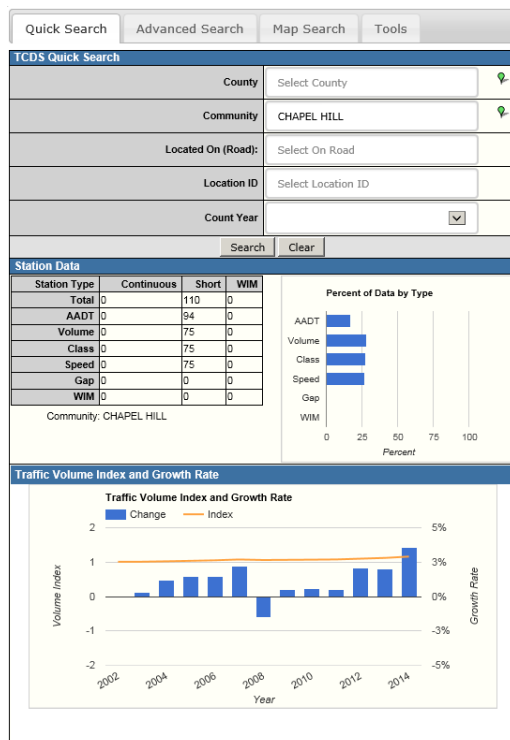 Quick Search Advanced Search Map Search Tools
TCDS Quick Search
County Select County
Community CHAPEL HILL
Located On (Road): Select On Road
Location ID Select Location ID
Count Year
Search Clear
Station Data
Station Type Continuous Short WIM
Total 0 110 0
AADT 0 94 0
Volume 0 75 0
Class 0 75 0
Speed 0 75 0
Gap 0 0 0
WIM 0 0 0
Community: CHAPEL HILL
Percent of Data by Type
AADT
Volume
Class
Speed
Gap
WIM
0 25 50 75 100
Percent
Traffic Volume Index and Growth Rate
Traffic Volume Index and Growth Rate
Change Index
2 5%
1 3%
0 0%
-1 -3%
-2 -5%
Volume Index
Growth Rate
2002 2004 2006 2008 2010 2012 2014
Year